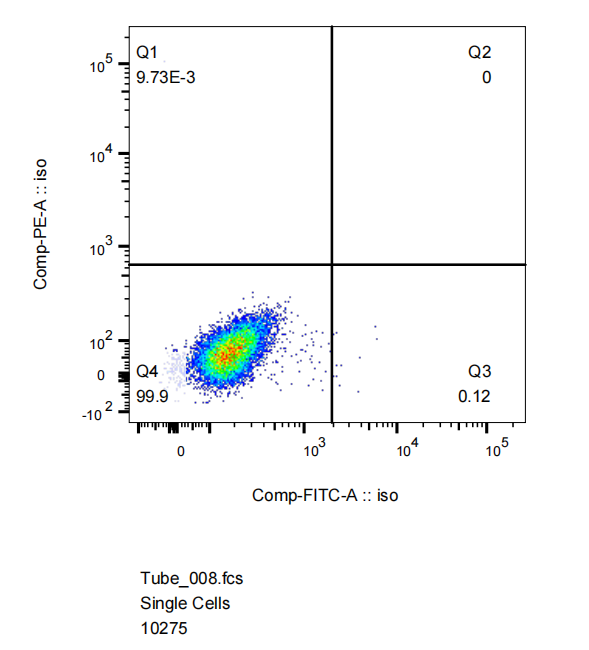 Q1
9.73E-3
Q2
0
10^5
10^4
10^3
10^2
0
-10^2
Comp-PE-A :: iso
Q4
99.9
Q3
0.12
0
10^3
10^4
10^5
Comp-FITC-A :: iso
Tube_008.fcs
Single Cells
10275